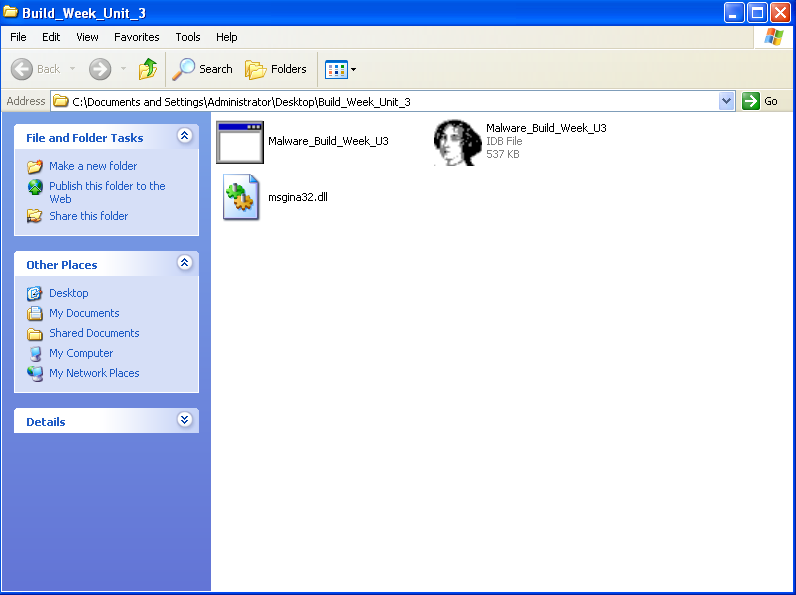 Build_Week_Unit_3
File Edit View Favorites Tools Help
Back Search Folders
Address C:\Documents and Settings\Administrator\Desktop\Build_Week_Unit_3 Go
File and Folder Tasks
Make a new folder
Publish this folder to the
Web
Share this folder
Other Places
Desktop
My Documents
Shared Documents
My Computer
My Network Places
Details
Malware_Build_Week_U3
Malware_Build_Week_U3
IDB File
537 KB
msgina32.dll